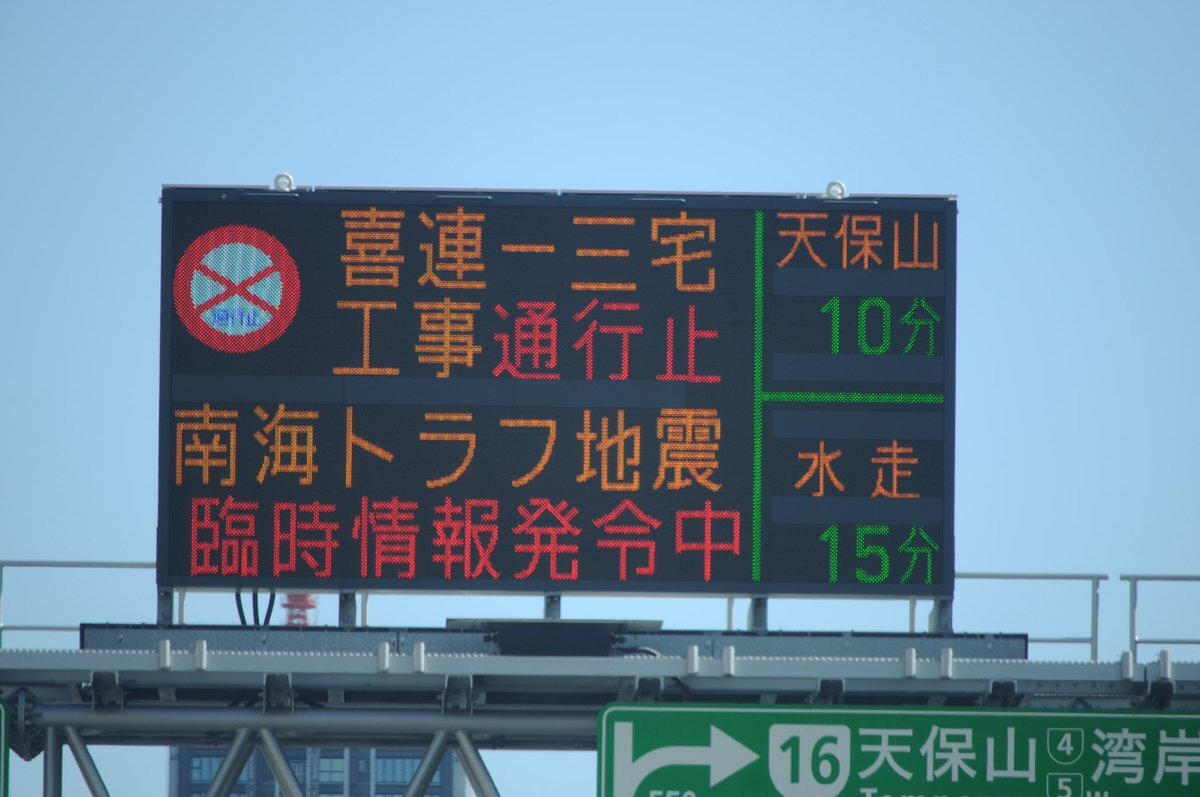 喜連ー三宅
工事通行止
南海トラフ地震
臨時情報発令中
天保山
10分
水走
15分
16 天保山 4 湾岸
5